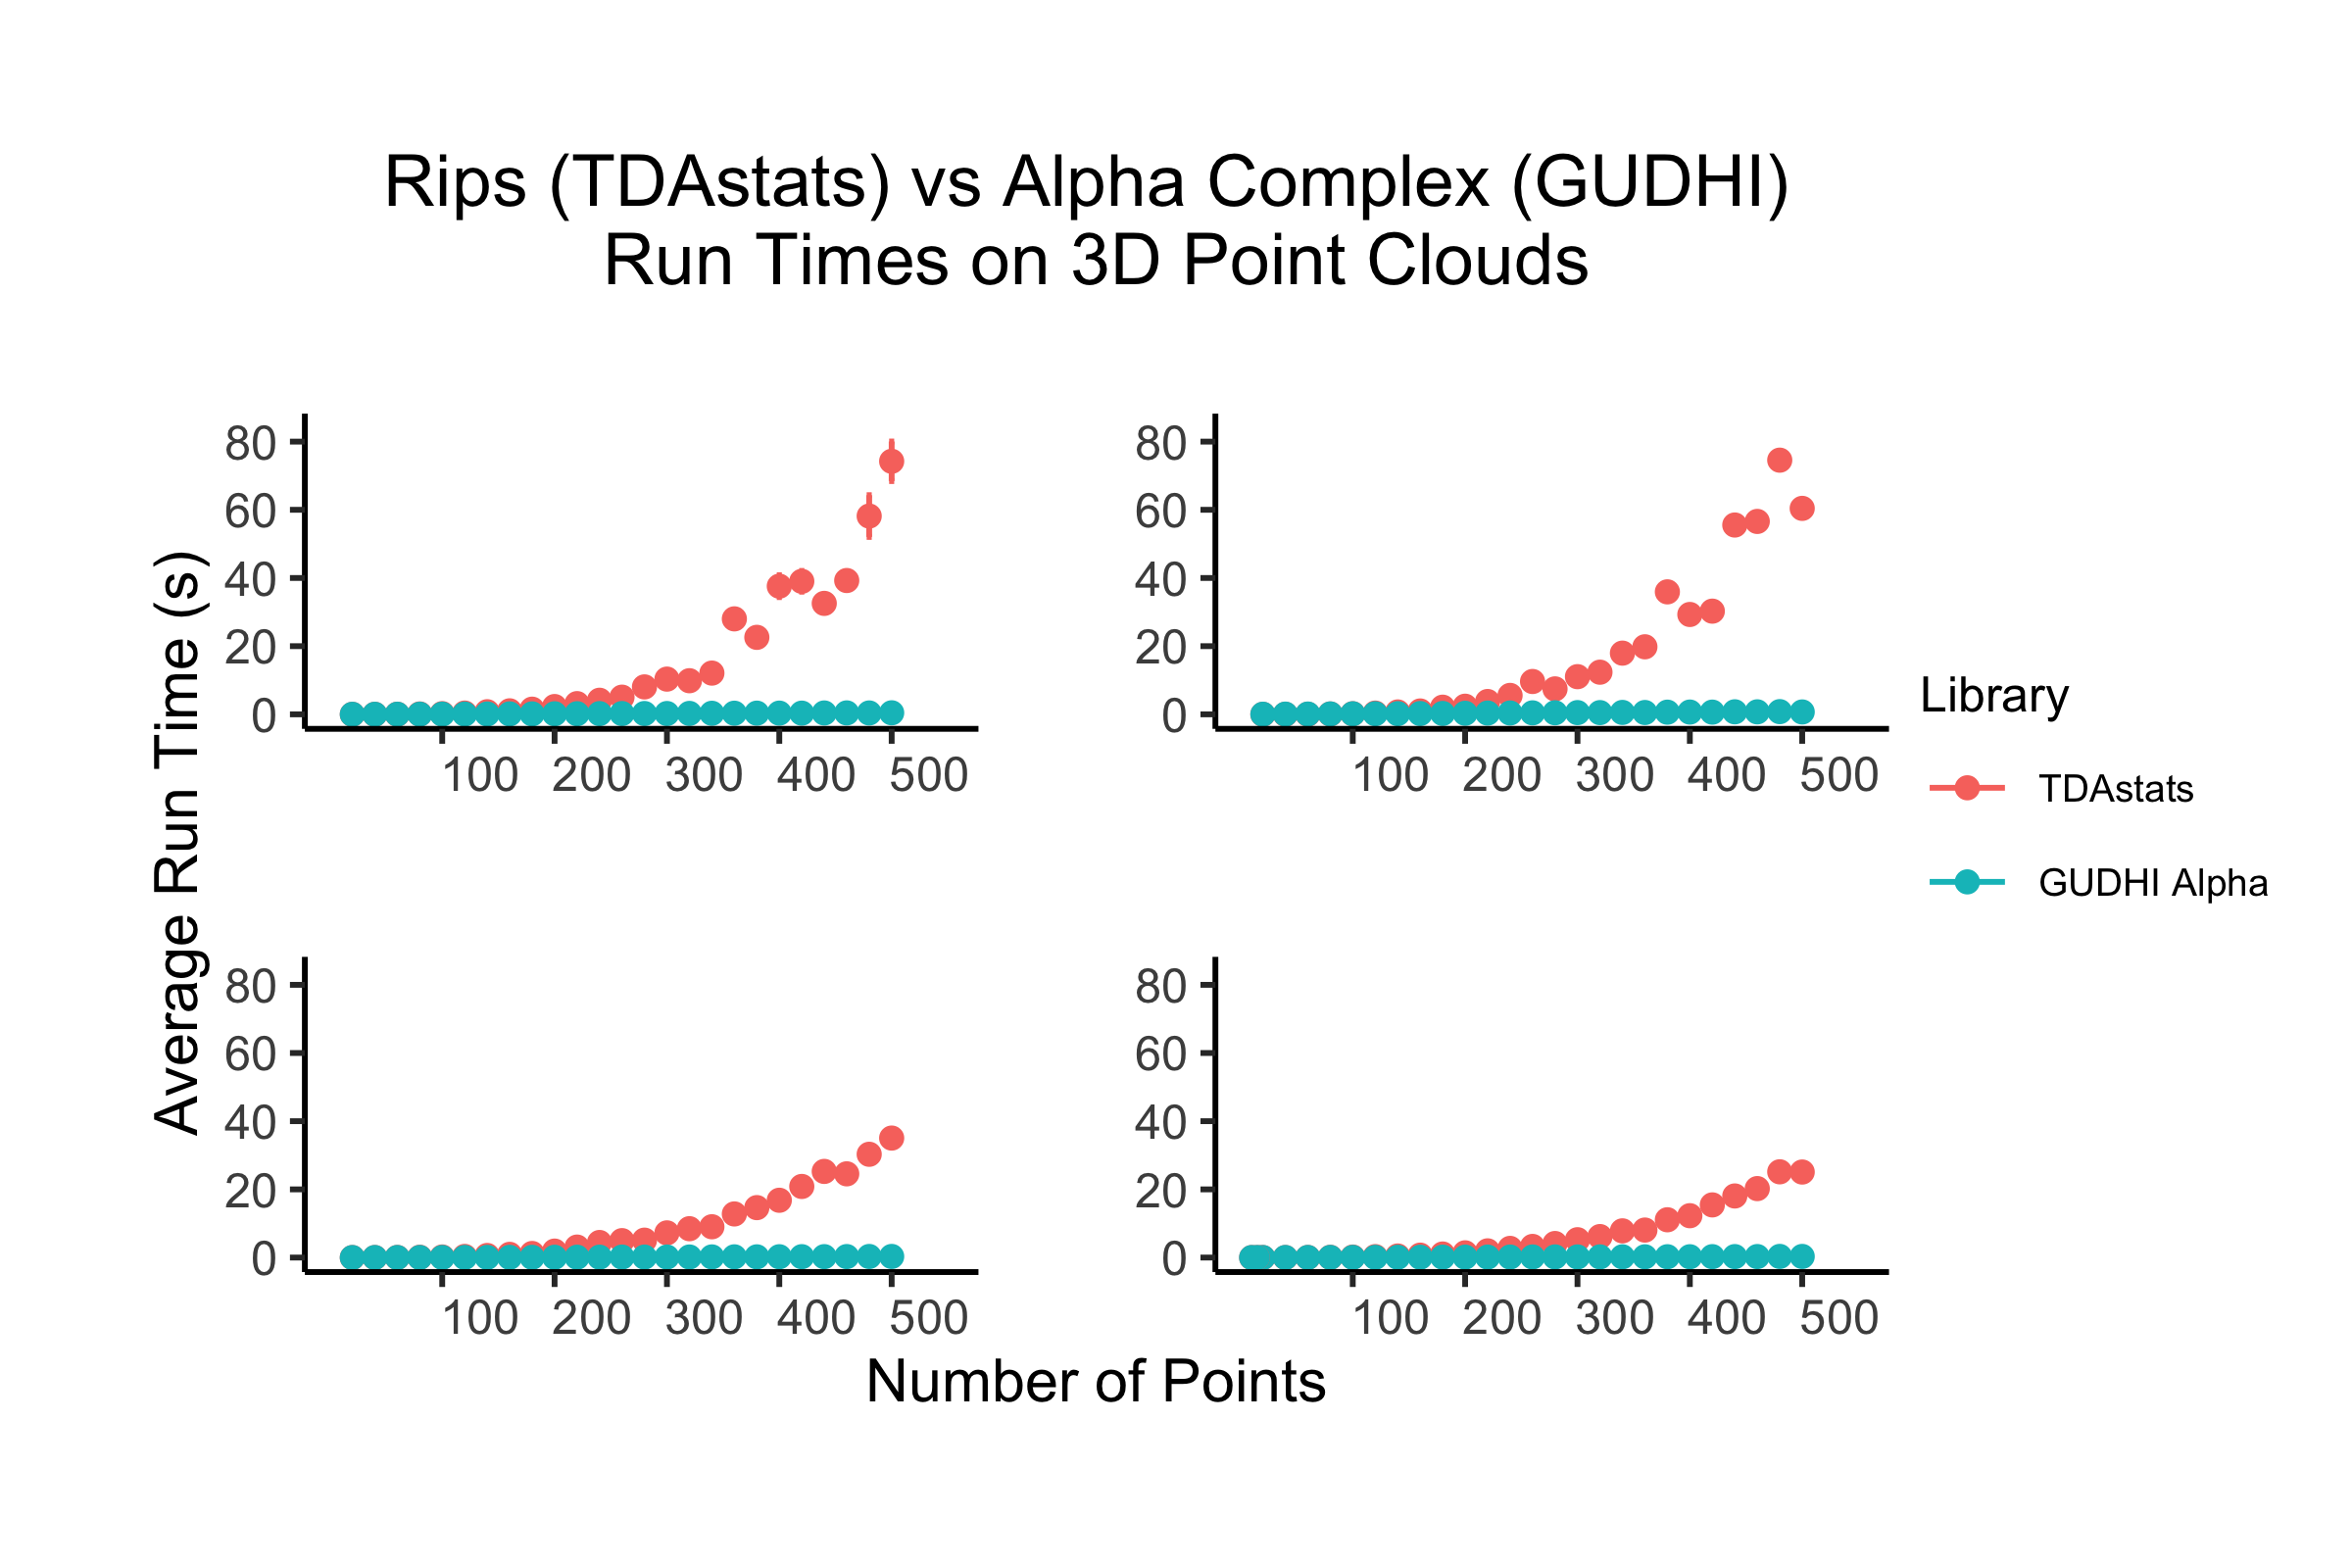 Rips (TDAstats) vs Alpha Complex (GUDHI)
Run Times on 3D Point Clouds
Average Run Time (s)
80
60
40
20
0
100 200 300 400 500
80
60
40
20
0
100 200 300 400 500
80
60
40
20
0
100 200 300 400 500
80
60
40
20
0
100 200 300 400 500
Number of Points
Library
TDAstats
GUDHI Alpha